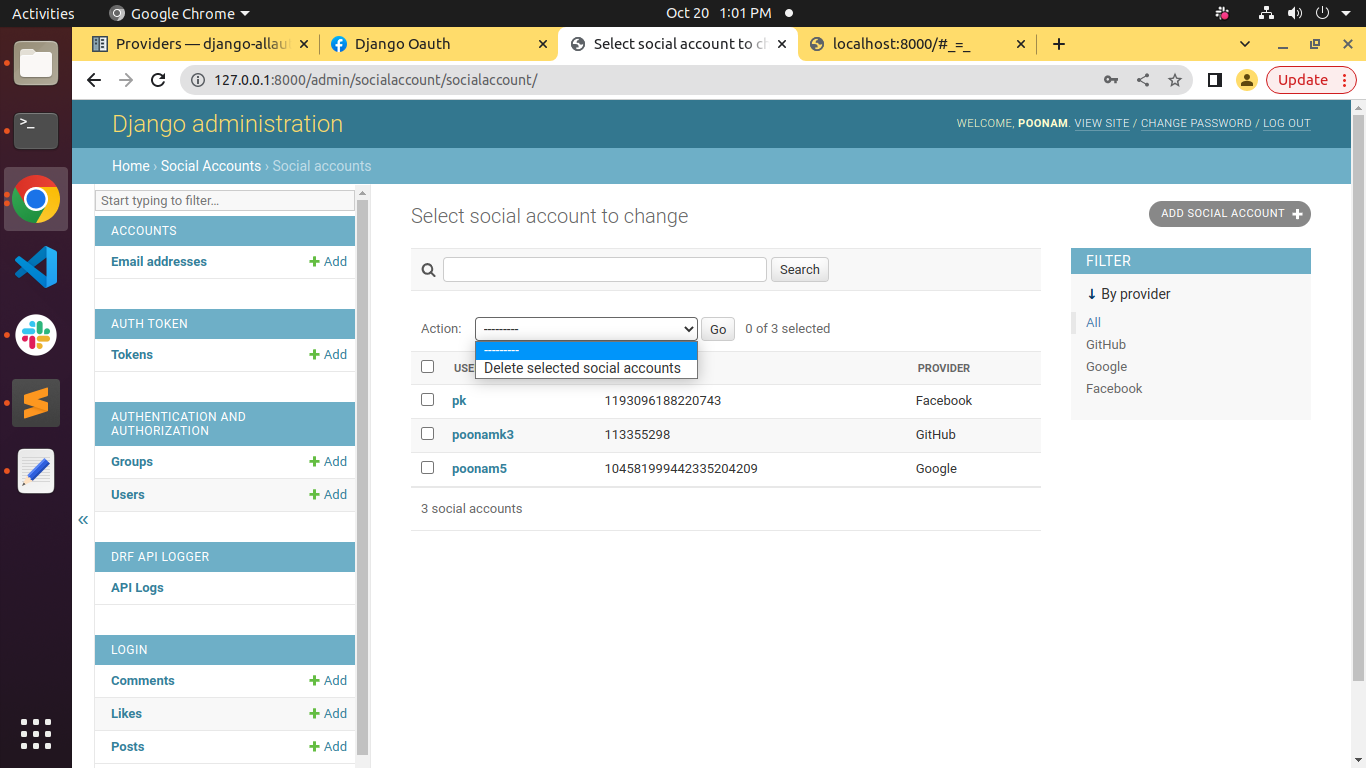 Activities
Google Chrome
Oct 20 1:01 PM
Providers — django-allau
Django Oauth
Select social account to ch
localhost:8000/#_=_
127.0.0.1:8000/admin/socialaccount/socialaccount/
Update
Django administration
WELCOME, POONAM. VIEW SITE / CHANGE PASSWORD / LOG OUT
Home › Social Accounts › Social accounts
Start typing to filter…
ACCOUNTS
Email addresses
Add
AUTH TOKEN
Tokens
Add
AUTHENTICATION AND
AUTHORIZATION
Groups
Add
Users
Add
DRF API LOGGER
API Logs
LOGIN
Comments
Add
Likes
Add
Posts
Add
«
Select social account to change
ADD SOCIAL ACCOUNT +
Search
Action:
---------
Go
0 of 3 selected
---------
Delete selected social accounts
USE
PROVIDER
pk 1193096188220743 Facebook
poonamk3 113355298 GitHub
poonam5 104581999442335204209 Google
3 social accounts
FILTER
↓ By provider
All
GitHub
Google
Facebook